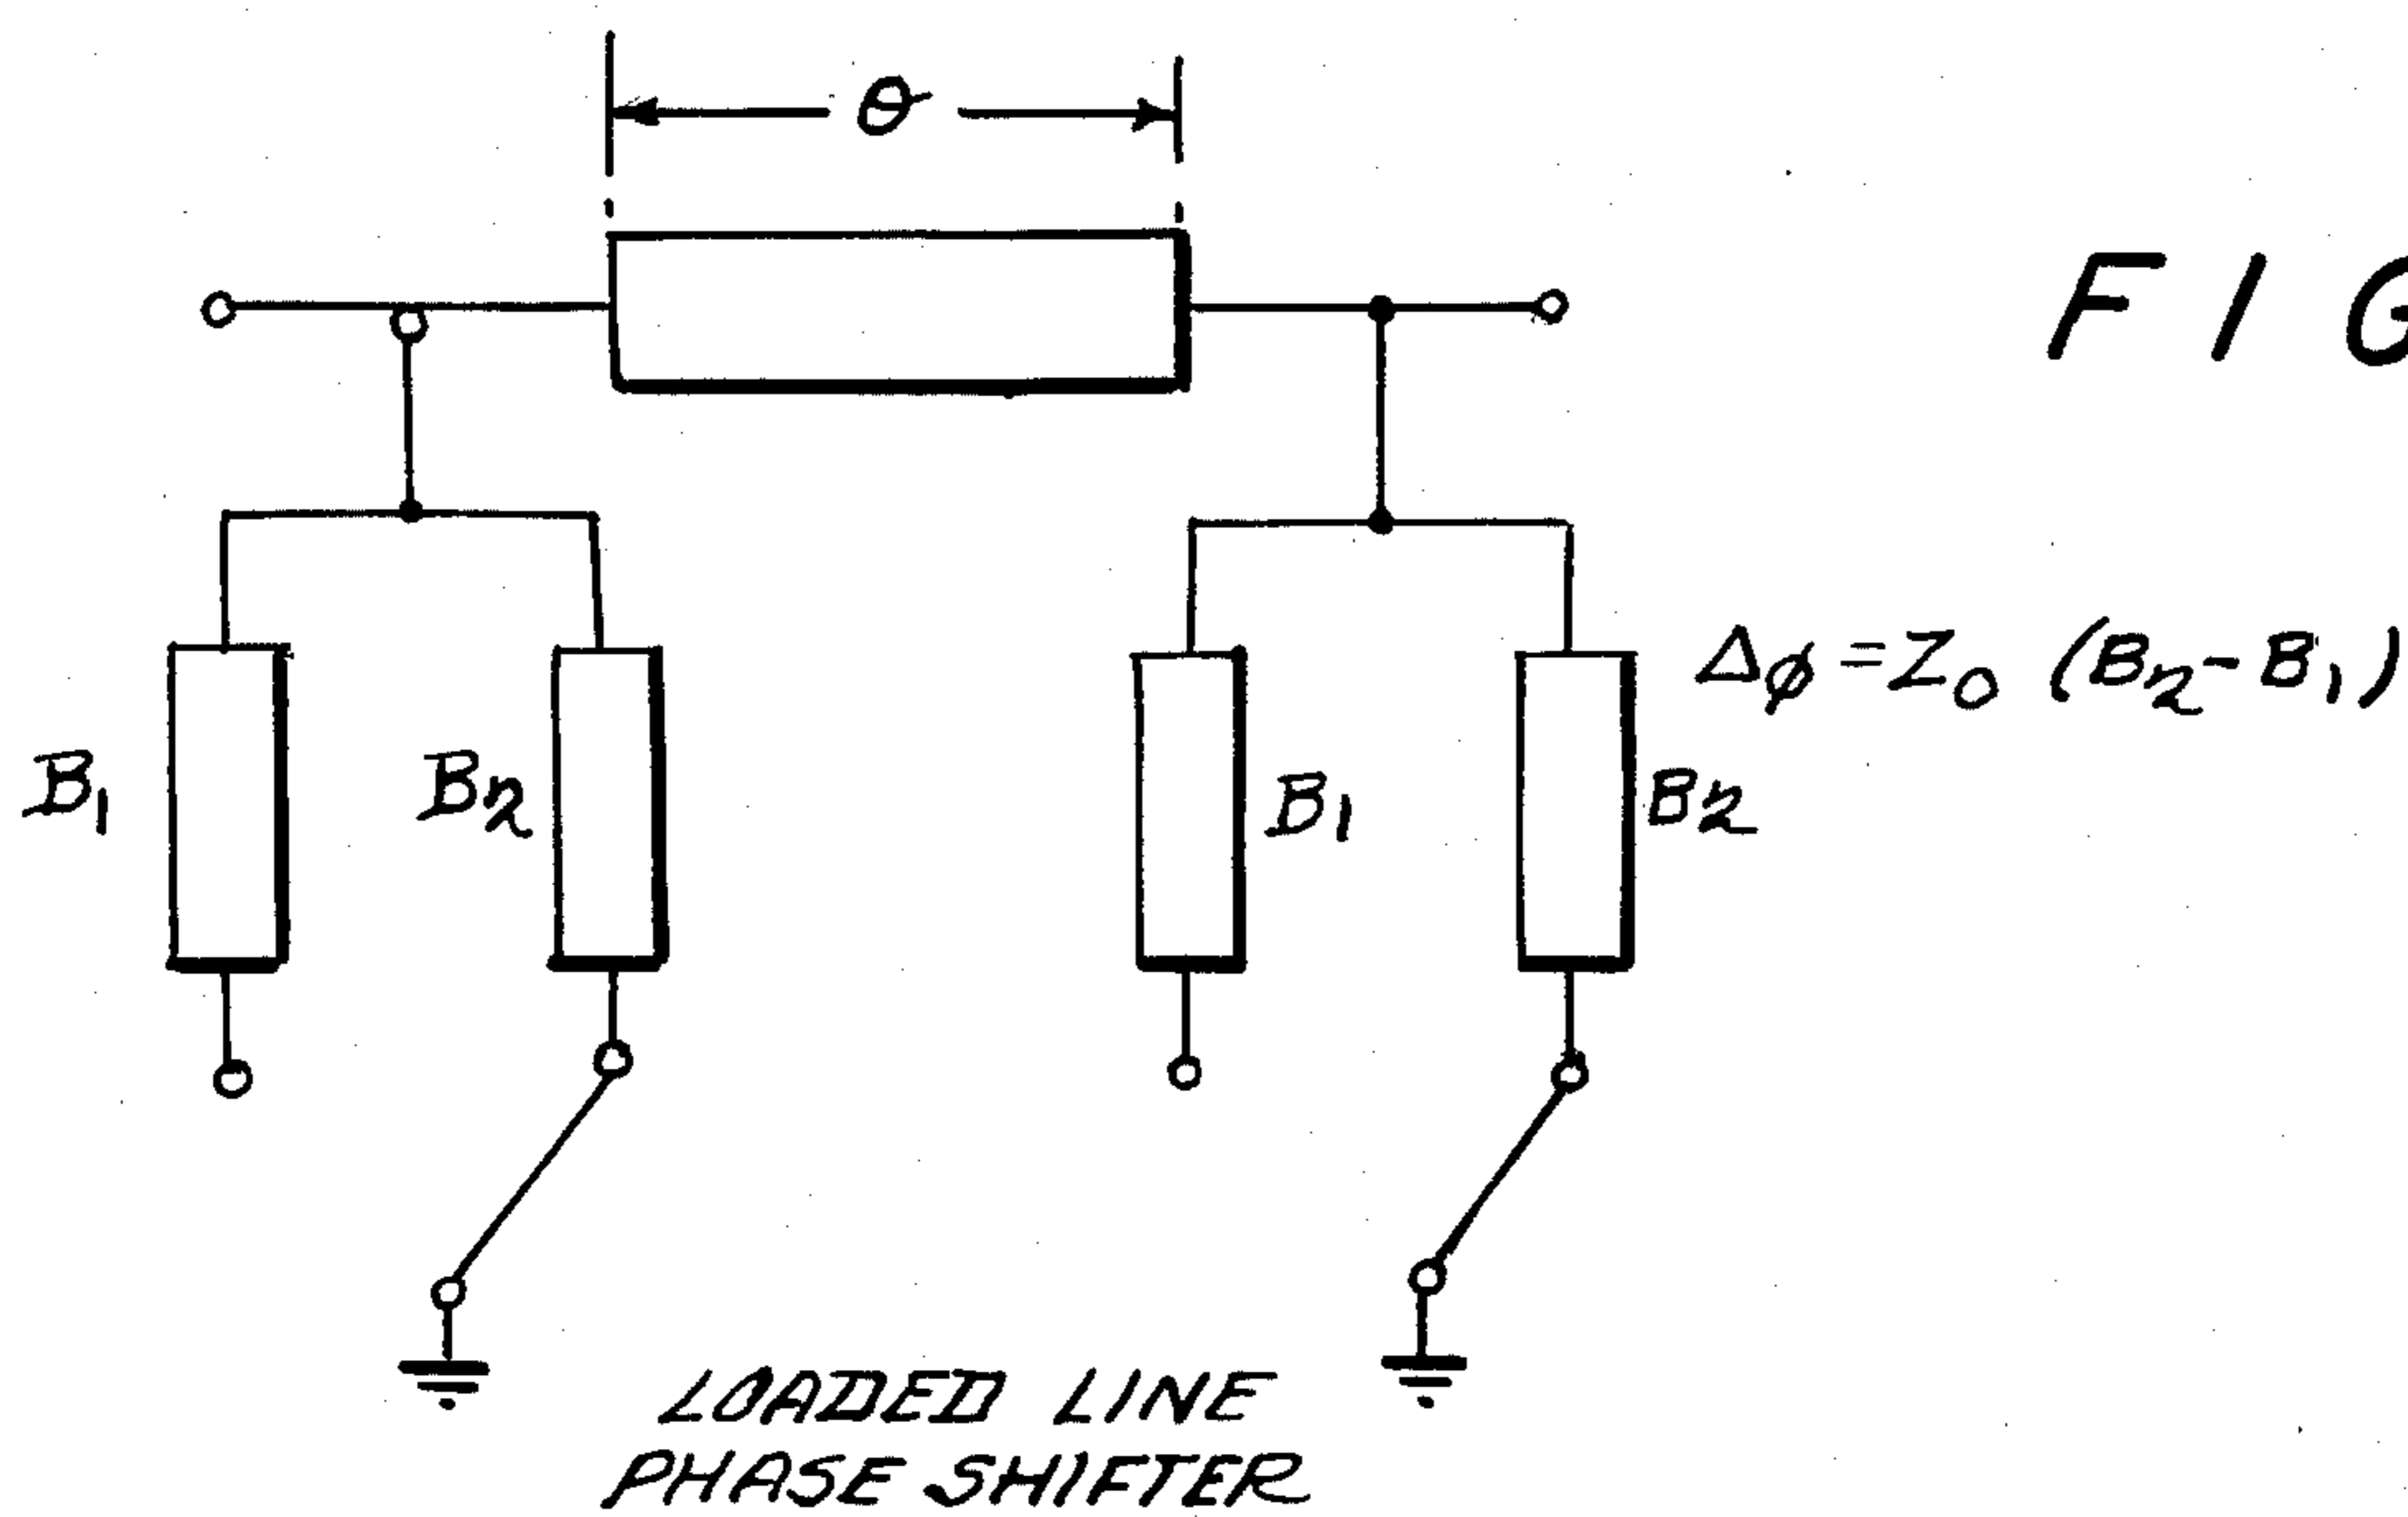 θ
F I G
Δφ = Z₀ (B₂ - B₁)
B₁ B₂ B₁ B₂
LOADED LINE
PHASE SHIFTER